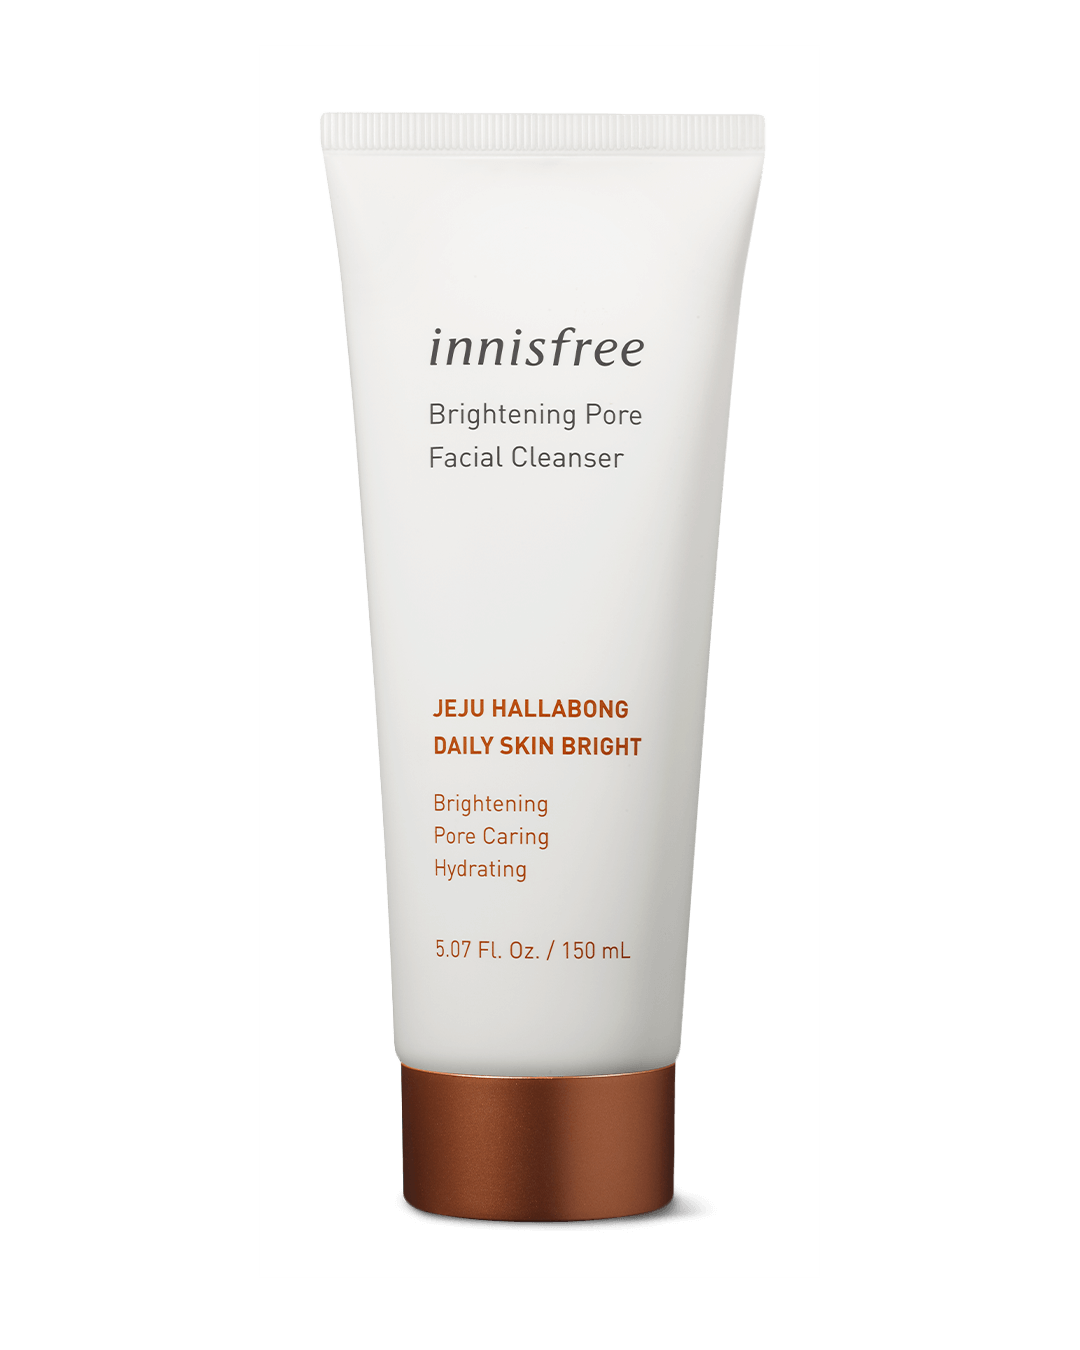 innisfree
Brightening Pore
Facial Cleanser
JEJU HALLABONG
DAILY SKIN BRIGHT
Brightening
Pore Caring
Hydrating
5.07 Fl. Oz. / 150 mL